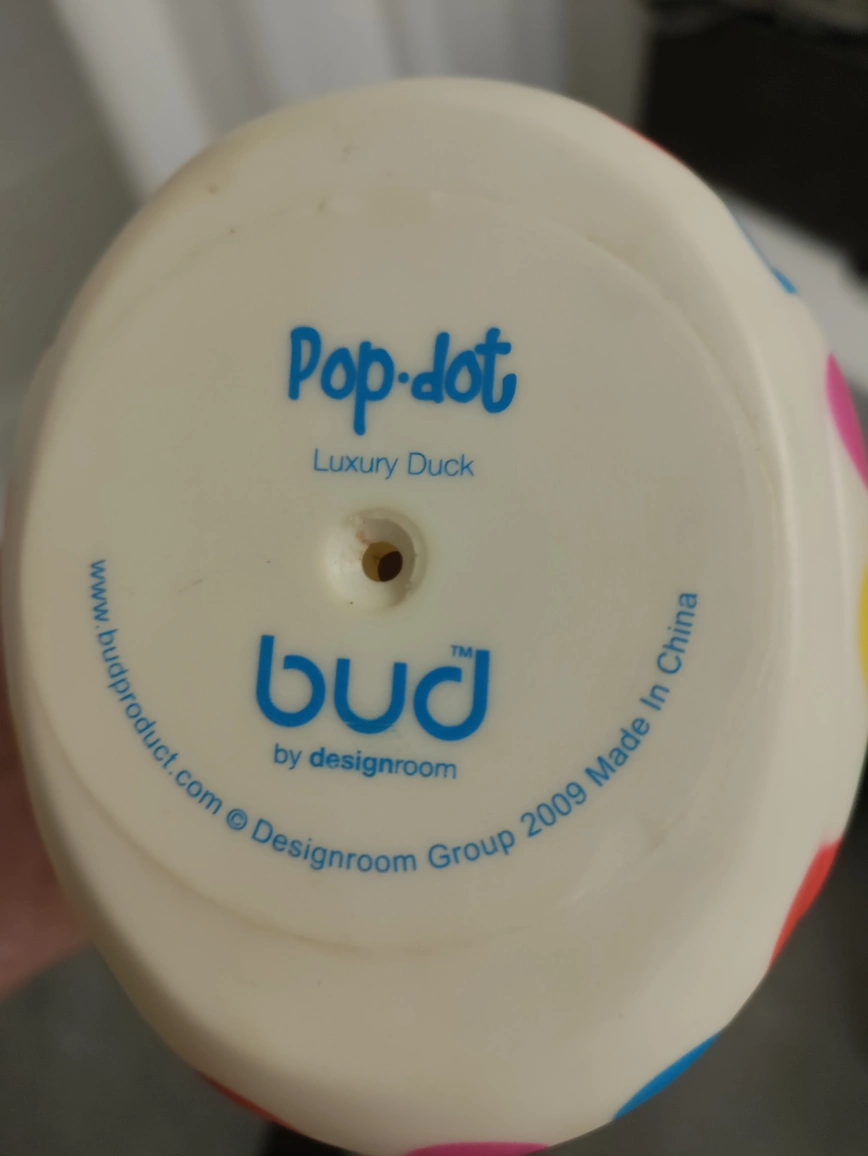 Pop·dot
Luxury Duck
bud™
by designroom
www.budproduct.com © Designroom Group 2009 Made In China